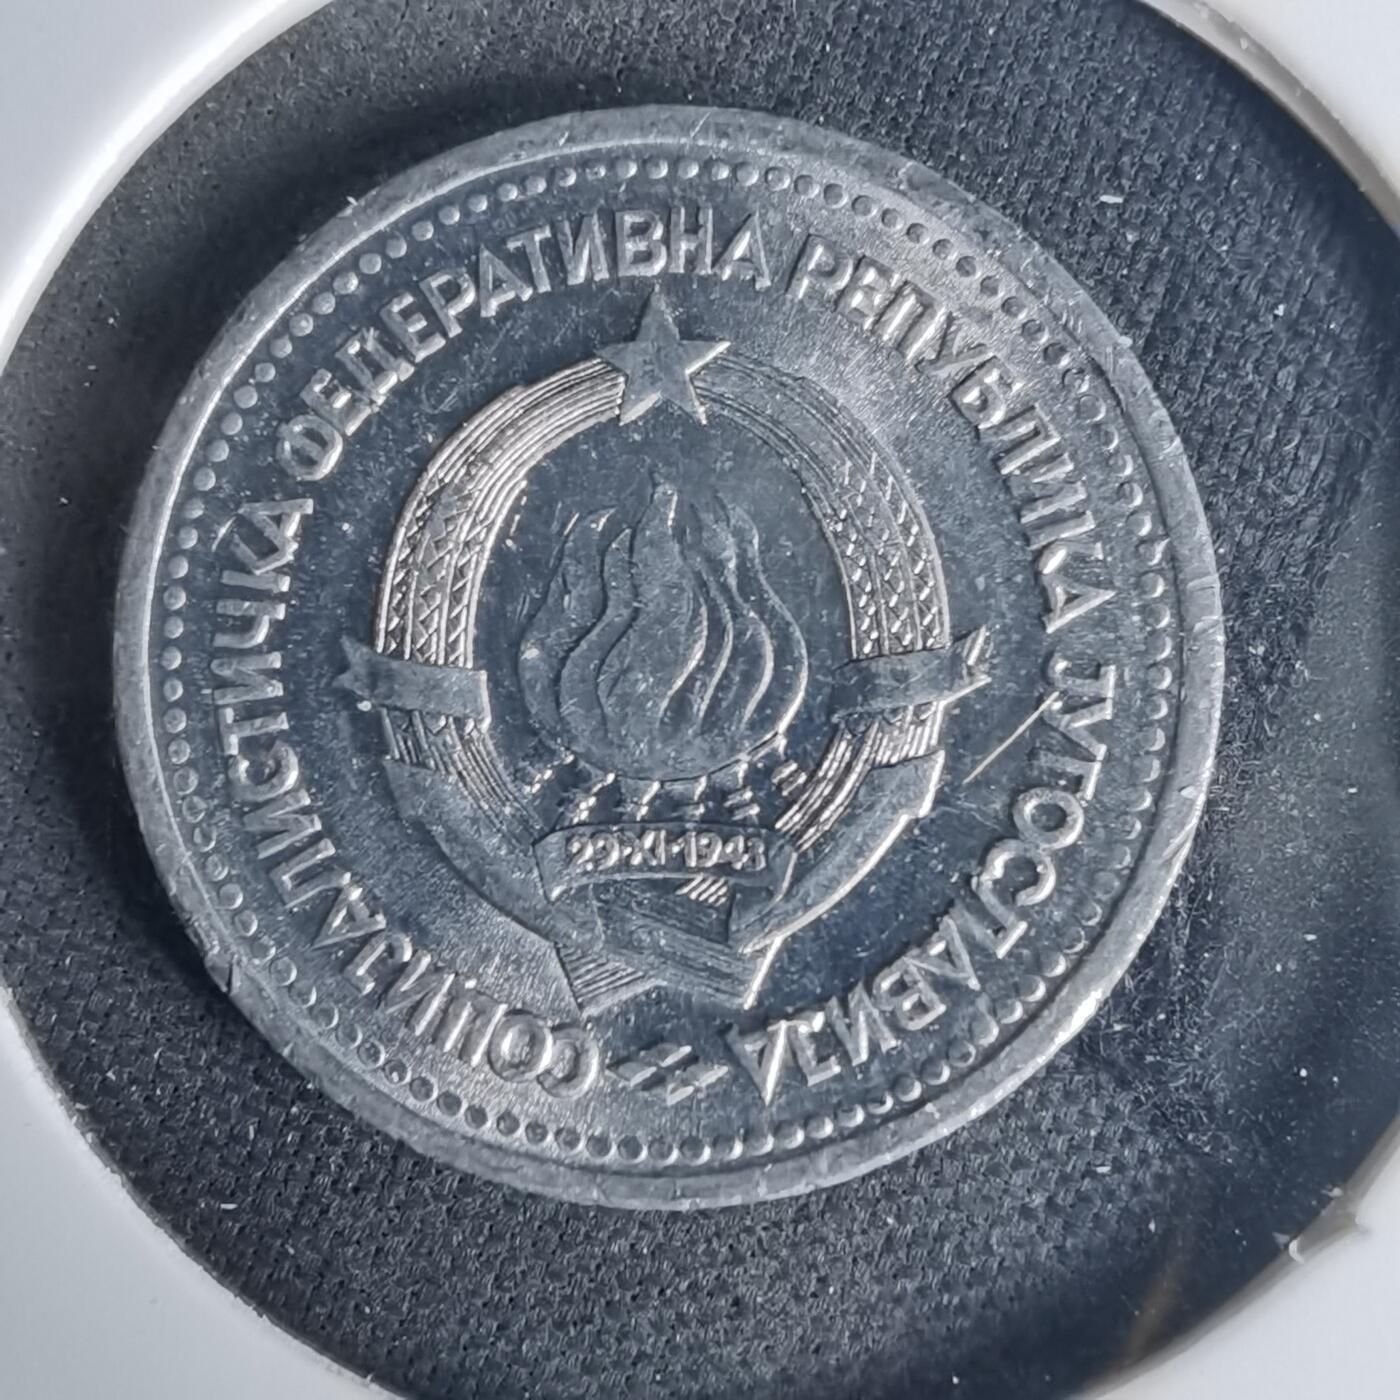 СОЦИЈАЛИСТИЧКА ФЕДЕРАТИВНА РЕПУБЛИКА ЈУГОСЛАВИЈА
29·XI·1943